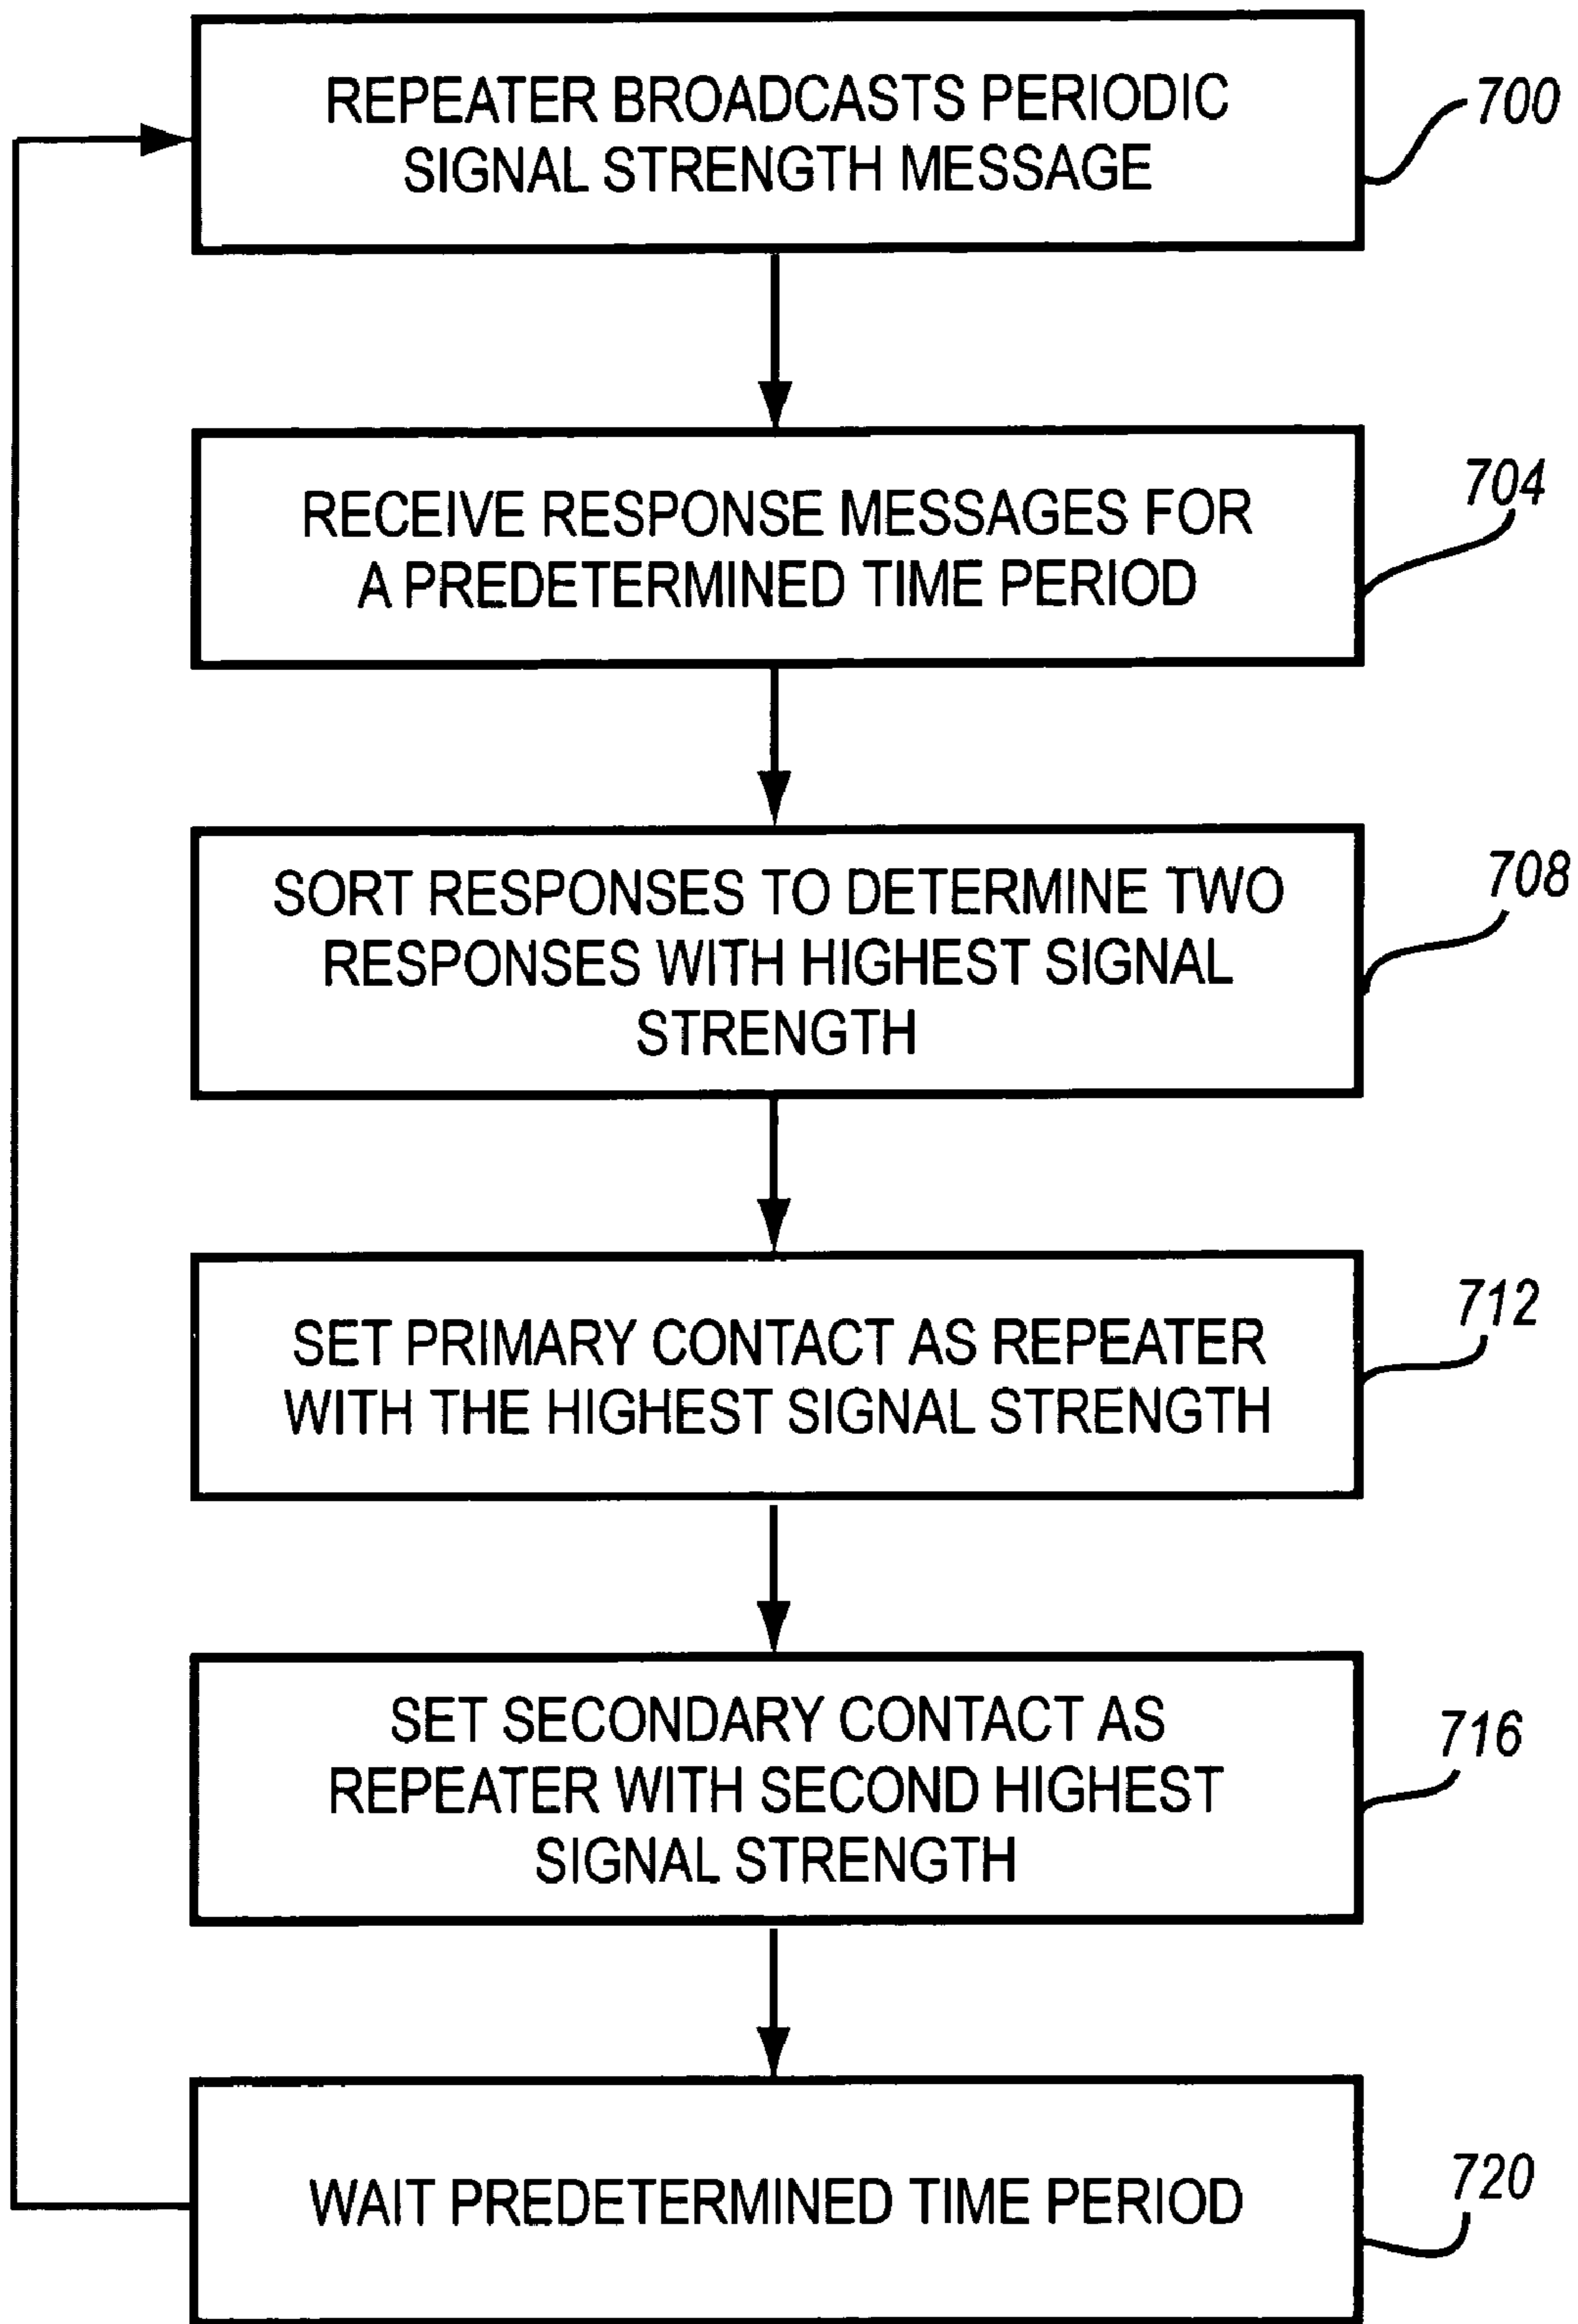 REPEATER BROADCASTS PERIODIC
SIGNAL STRENGTH MESSAGE
700
RECEIVE RESPONSE MESSAGES FOR
A PREDETERMINED TIME PERIOD
704
SORT RESPONSES TO DETERMINE TWO
RESPONSES WITH HIGHEST SIGNAL
STRENGTH
708
SET PRIMARY CONTACT AS REPEATER
WITH THE HIGHEST SIGNAL STRENGTH
712
SET SECONDARY CONTACT AS
REPEATER WITH SECOND HIGHEST
SIGNAL STRENGTH
716
WAIT PREDETERMINED TIME PERIOD
720